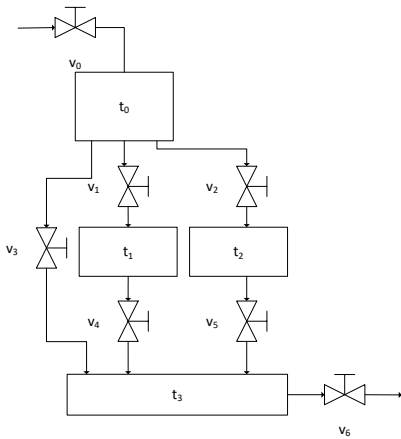 v₀
t₀
v₁
v₂
v₃
t₁
t₂
v₄
v₅
t₃
v₆